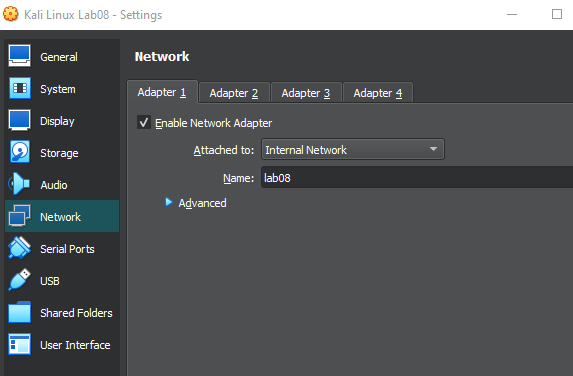 Kali Linux Lab08 - Settings
General
System
Display
Storage
Audio
Network
Serial Ports
USB
Shared Folders
User Interface
Network
Adapter 1 Adapter 2 Adapter 3 Adapter 4
Enable Network Adapter
Attached to: Internal Network
Name: lab08
Advanced